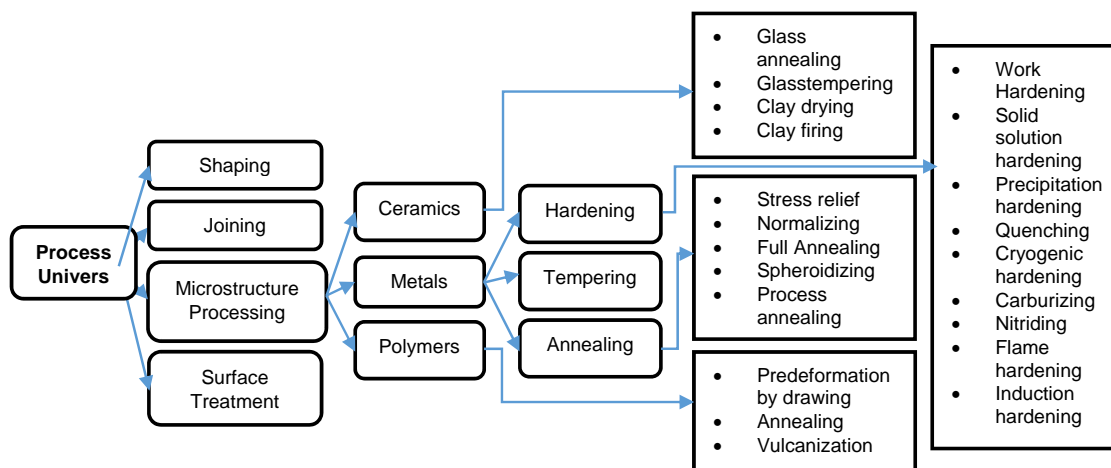 Process
Univers
Shaping
Joining
Microstructure
Processing
Surface
Treatment
Ceramics
Metals
Polymers
Hardening
Tempering
Annealing
• Glass
annealing
• Glasstempering
• Clay drying
• Clay firing
• Stress relief
• Normalizing
• Full Annealing
• Spheroidizing
• Process
annealing
• Predeformation
by drawing
• Annealing
• Vulcanization
• Work
Hardening
• Solid
solution
hardening
• Precipitation
hardening
• Quenching
• Cryogenic
hardening
• Carburizing
• Nitriding
• Flame
hardening
• Induction
hardening